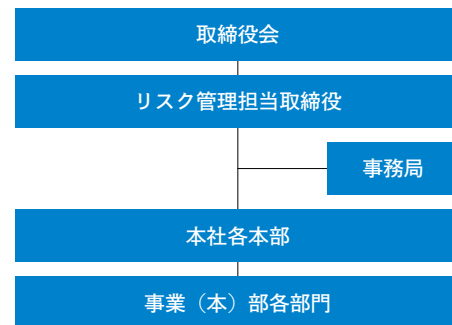 取締役会
リスク管理担当取締役
事務局
本社各本部
事業（本）部各部門